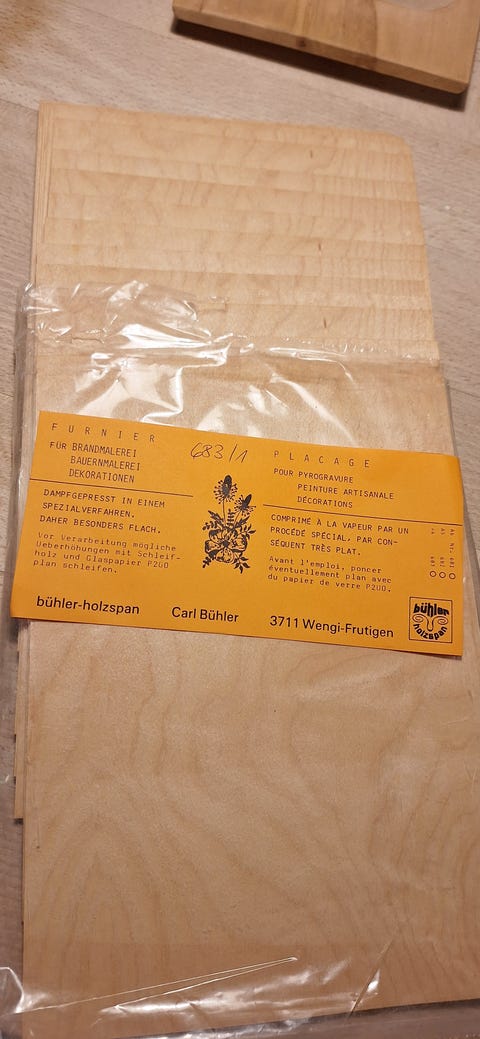 FURNIER
FÜR BRANDMALEREI
BAUERNMALEREI
DEKORATIONEN
DAMPFGEPRESST IN EINEM
SPEZIALVERFAHREN.
DAHER BESONDERS FLACH.
Vor Verarbeitung mögliche
Ueberhöhungen mit Schleif-
holz und Glaspapier P200
plan schleifen.
683/1
PLACAGE
POUR PYROGRAVURE
PEINTURE ARTISANALE
DÉCORATIONS
COMPRIMÉ À LA VAPEUR PAR UN
PROCÉDÉ SPÉCIAL, PAR CON-
SÉQUENT TRÈS PLAT.
Avant l'emploi, poncer
éventuellement plan avec
du papier de verre P200.
bühler-holzspan
Carl Bühler
3711 Wengi-Frutigen
bühler
holzspan